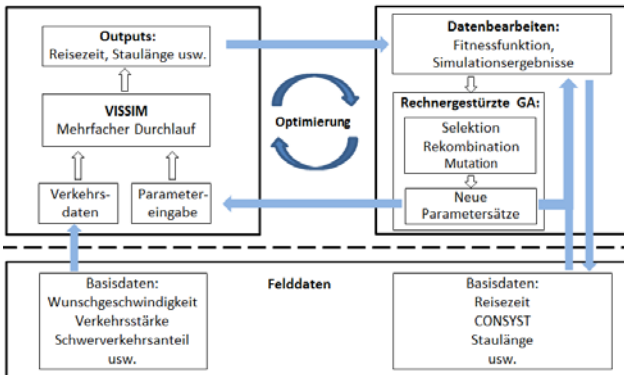 Outputs:
Reisezeit, Staulänge usw.
VISSIM
Mehrfacher Durlauf
Verkehrs-
daten
Parameter-
eingabe
Optimierung
Datenbearbeiten:
Fitnessfunktion,
Simulationsergebnisse
Rechnergestürzte GA:
Selektion
Rekombination
Mutation
Neue
Parametersätze
Basisdaten:
Wunschgeschwindigkeit
Verkehrsstärke
Schwerverkehrsanteil
usw.
Felddaten
Basisdaten:
Reisezeit
CONSYST
Staulänge
usw.